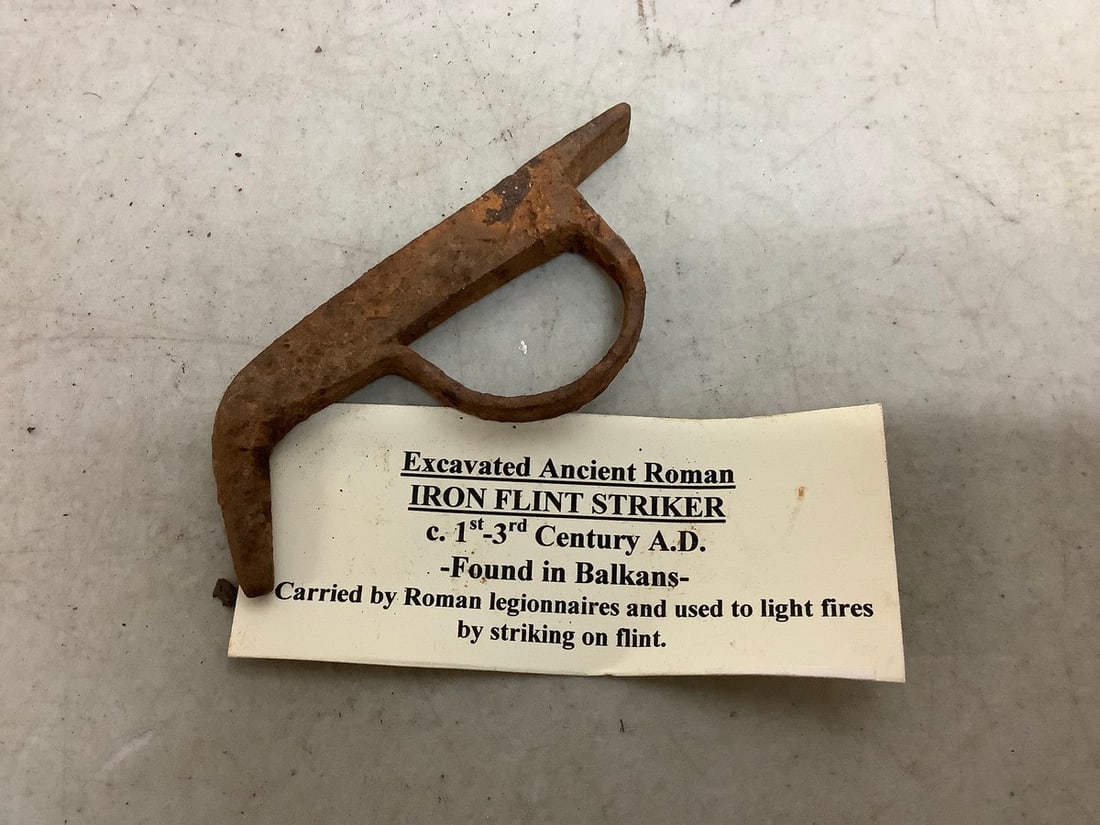 Excavated Ancient Roman
IRON FLINT STRIKER
c. 1st-3rd Century A.D.
-Found in Balkans-
Carried by Roman legionnaires and used to light fires
by striking on flint.